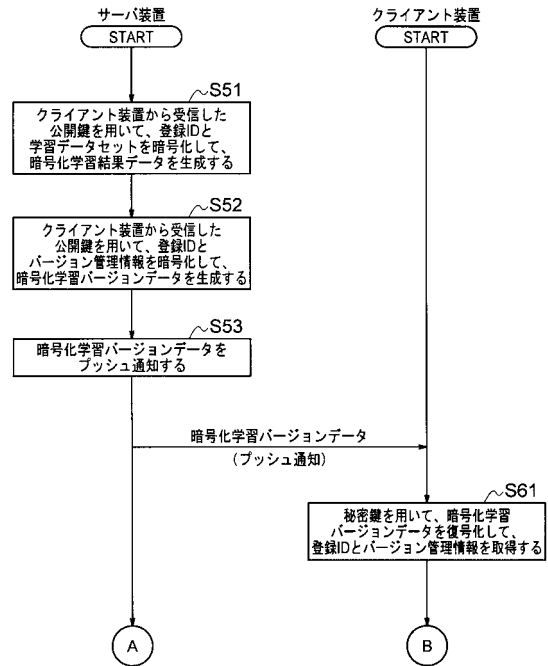 サーバ装置
START
クライアント装置
START
S51
クライアント装置から受信した
公開鍵を用いて、登録IDと
学習データセットを暗号化して、
暗号化学習結果データを生成する
S52
クライアント装置から受信した
公開鍵を用いて、登録IDと
バージョン管理情報を暗号化して、
暗号化学習バージョンデータを生成する
S53
暗号化学習バージョンデータを
プッシュ通知する
暗号化学習バージョンデータ
(プッシュ通知)
S61
秘密鍵を用いて、暗号化学習
バージョンデータを復号化して、
登録IDとバージョン管理情報を取得する
A
B